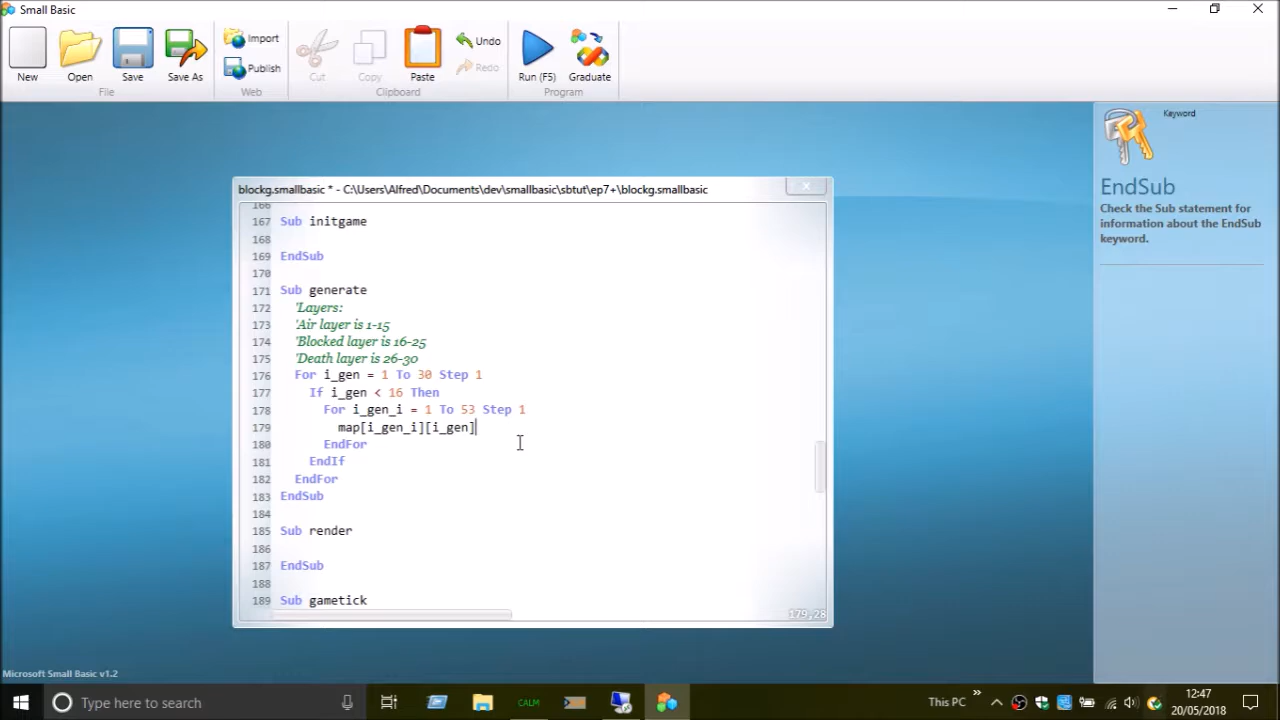 Small Basic
New
Open
Save
Save As
Import
Publish
Cut
Copy
Paste
Undo
Redo
Run (F5)
Graduate
File
Web
Clipboard
Program
Keyword
EndSub
Check the Sub statement for
information about the EndSub
keyword.
blockg.smallbasic * - C:\Users\Alfred\Documents\dev\smallbasic\sbtut\ep7+\blockg.smallbasic
166
167 Sub initgame
168
169 EndSub
170
171 Sub generate
172 'Layers:
173 'Air layer is 1-15
174 'Blocked layer is 16-25
175 'Death layer is 26-30
176 For i_gen = 1 To 30 Step 1
177 If i_gen < 16 Then
178 For i_gen_i = 1 To 53 Step 1
179 map[i_gen_i][i_gen]
180 EndFor
181 EndIf
182 EndFor
183 EndSub
184
185 Sub render
186
187 EndSub
188
189 Sub gametick
179,28
Microsoft Small Basic v1.2
Type here to search
CALM
This PC
12:47
20/05/2018